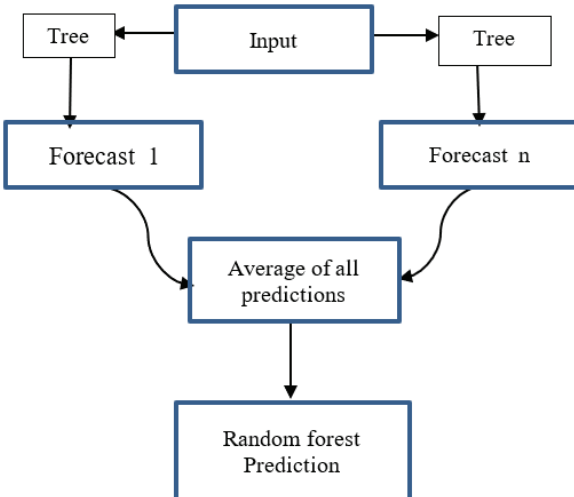 Tree
Input
Tree
Forecast 1
Forecast n
Average of all
predictions
Random forest
Prediction